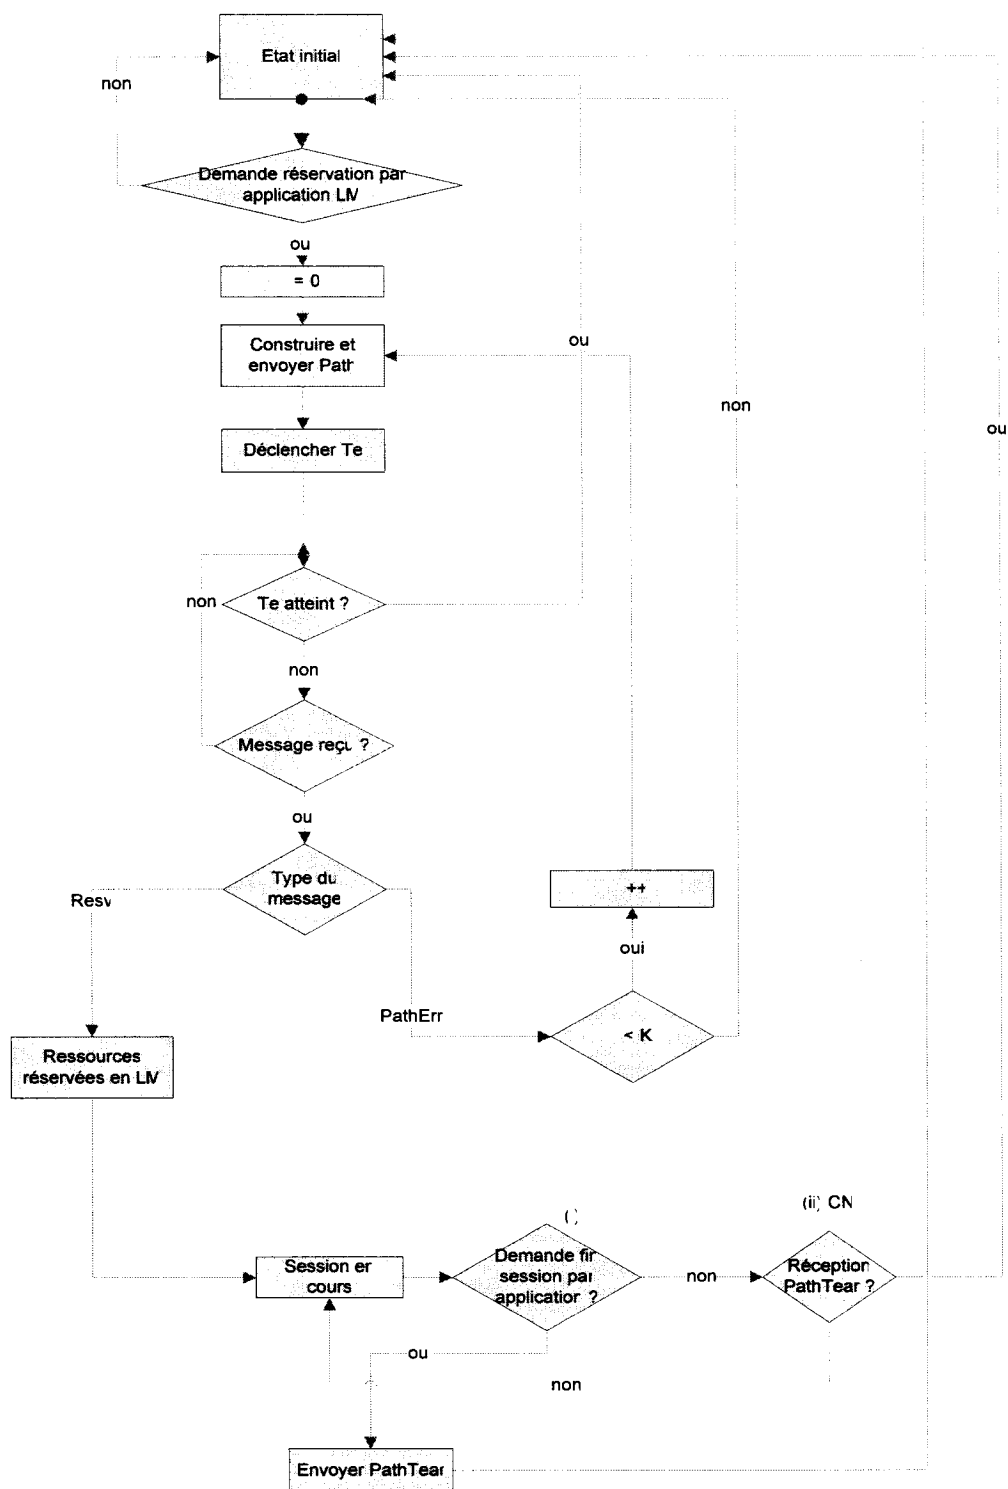 Etat initial
non
Demande réservation par
application LM
ou
= 0
Construire et
envoyer Path
ou
non
ou
Déclencher Te
non
Te atteint ?
non
Message reçu ?
ou
Type du
message
Resv
++
oui
PathErr
< K
Ressources
réservées en LM
(ii) CN
Demande fin
session par
application ?
Session en
cours
non
Réception
PathTear ?
ou
non
Envoyer PathTear